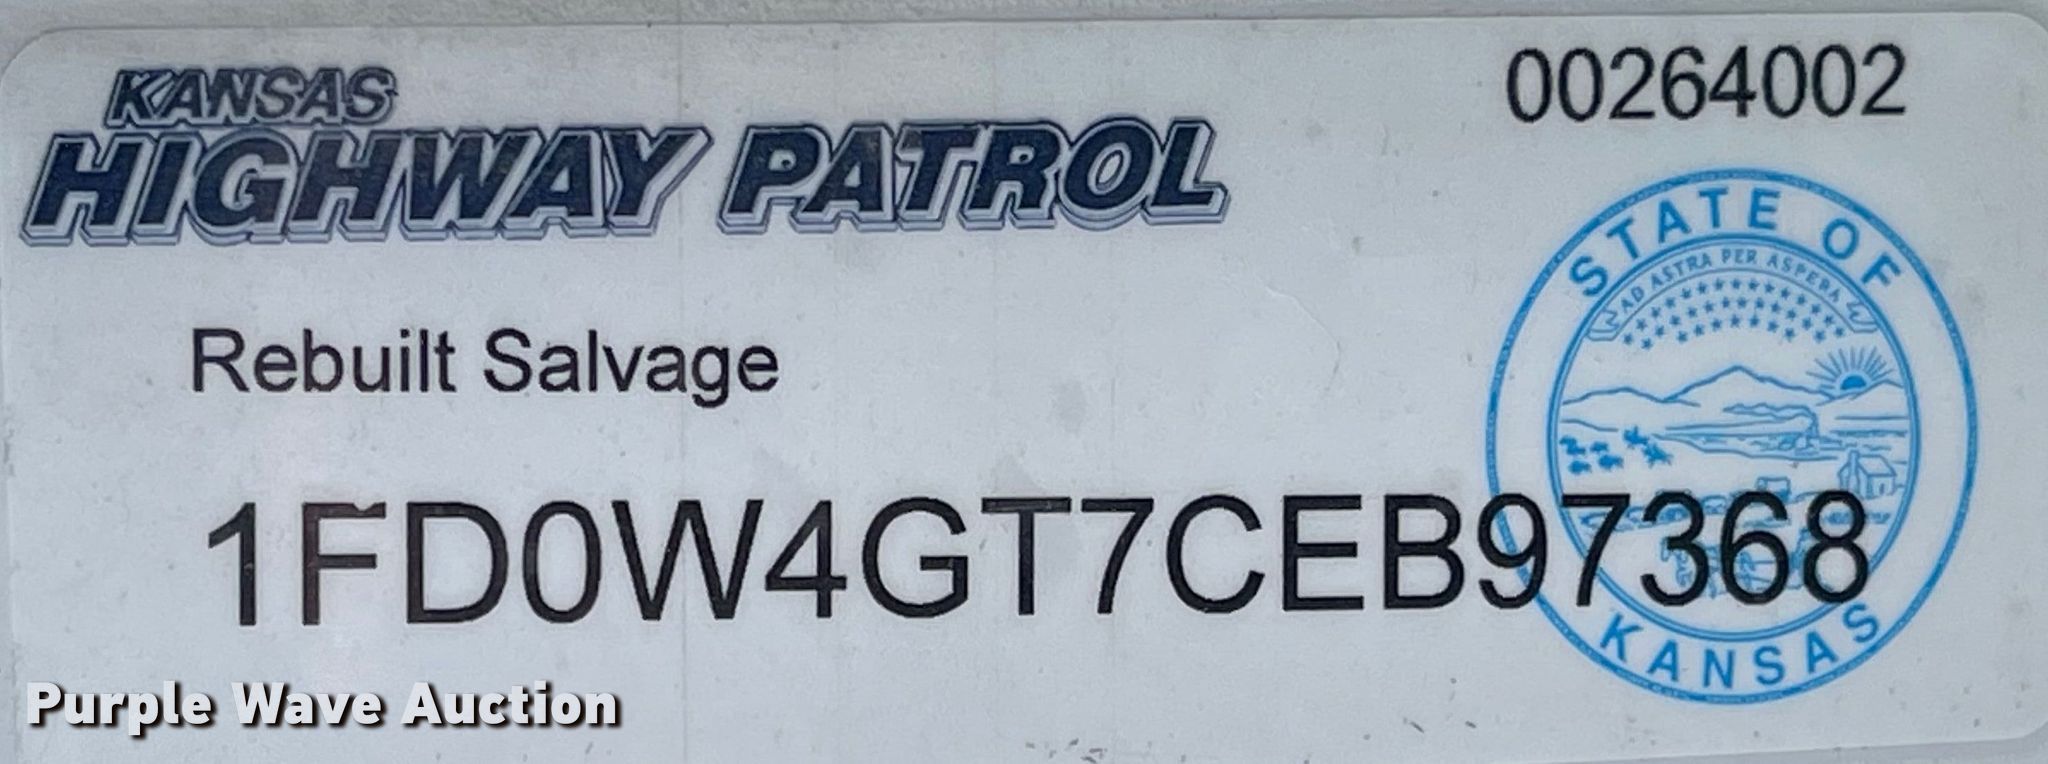 00264002
KANSAS
HIGHWAY PATROL
STATE OF
AD ASTRA PER ASPERA
Rebuilt Salvage
1FD0W4GT7CEB97368
KANSAS
Purple Wave Auction